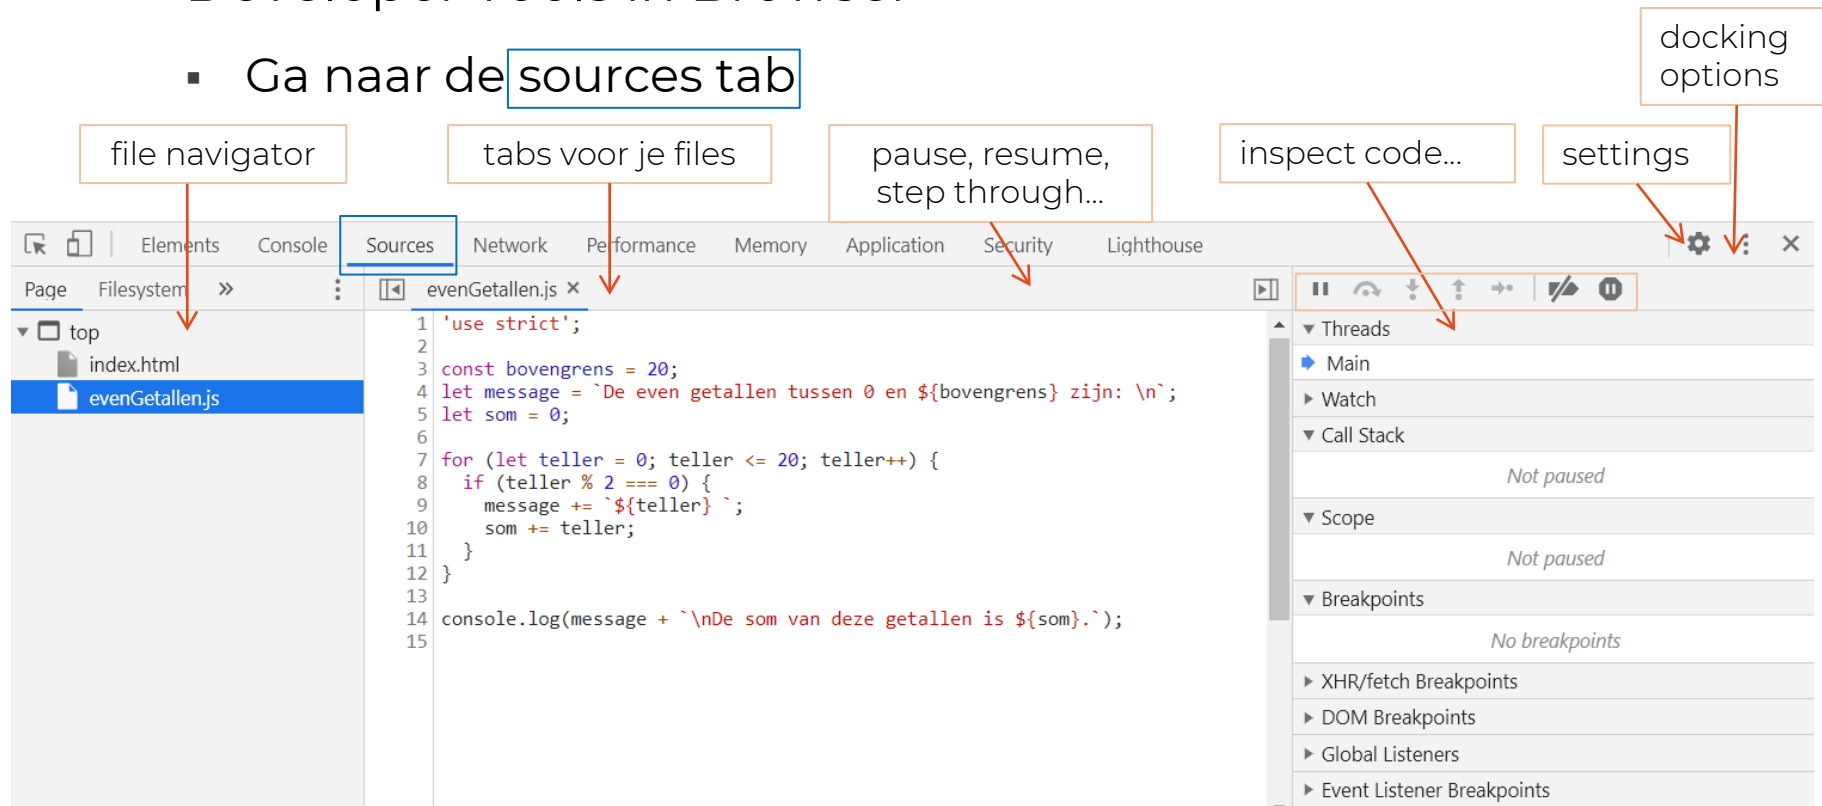 Developer Tools in Browser
▪ Ga naar de sources tab
docking
options
file navigator
tabs voor je files
pause, resume,
step through...
inspect code...
settings
Elements Console Sources Network Performance Memory Application Security Lighthouse
Page Filesystem »
evenGetallen.js ×
top
index.html
evenGetallen.js
1 'use strict';
2
3 const bovengrens = 20;
4 let message = `De even getallen tussen 0 en ${bovengrens} zijn: \n`;
5 let som = 0;
6
7 for (let teller = 0; teller <= 20; teller++) {
8   if (teller % 2 === 0) {
9     message += `${teller} `;
10     som += teller;
11   }
12 }
13
14 console.log(message + `\nDe som van deze getallen is ${som}.`);
15
Threads
Main
Watch
Call Stack
Not paused
Scope
Not paused
Breakpoints
No breakpoints
XHR/fetch Breakpoints
DOM Breakpoints
Global Listeners
Event Listener Breakpoints